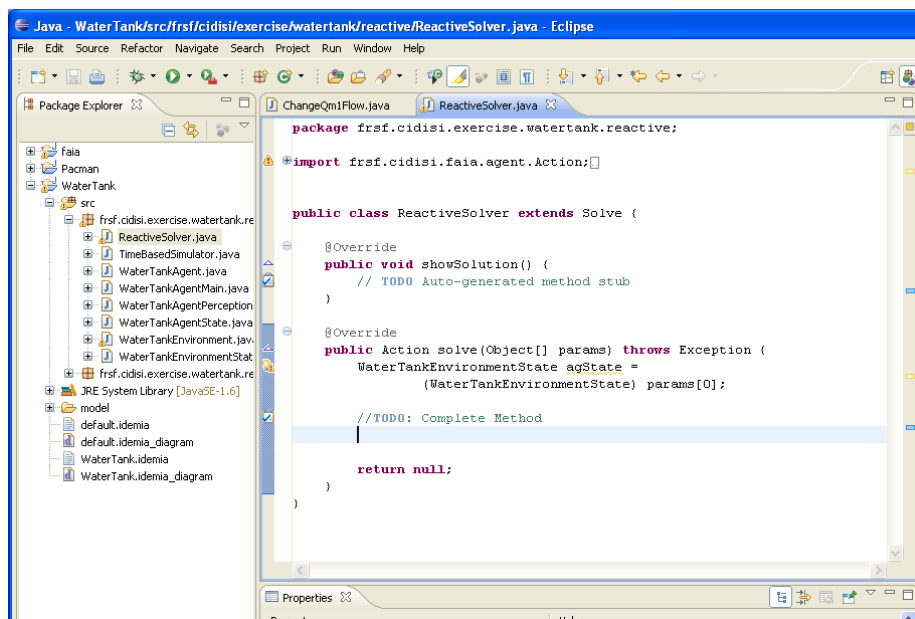 Java - WaterTank/src/frsf/cidisi/exercise/watertank/reactive/ReactiveSolver.java - Eclipse
File Edit Source Refactor Navigate Search Project Run Window Help
Package Explorer
faia
Pacman
WaterTank
src
frsf.cidisi.exercise.watertank.re
ReactiveSolver.java
TimeBasedSimulator.java
WaterTankAgent.java
WaterTankAgentMain.java
WaterTankAgentPerception
WaterTankAgentState.java
WaterTankEnvironment.jav
WaterTankEnvironmentStat
frsf.cidisi.exercise.watertank.re
JRE System Library [JavaSE-1.6]
model
default.idemia
default.idemia_diagram
WaterTank.idemia
WaterTank.idemia_diagram
ChangeQm1Flow.java
ReactiveSolver.java
package frsf.cidisi.exercise.watertank.reactive;
import frsf.cidisi.faia.agent.Action;
public class ReactiveSolver extends Solve {
@Override
public void showSolution() {
// TODO Auto-generated method stub
}
@Override
public Action solve(Object[] params) throws Exception {
WaterTankEnvironmentState agState =
(WaterTankEnvironmentState) params[0];
//TODO: Complete Method
return null;
}
}
Properties